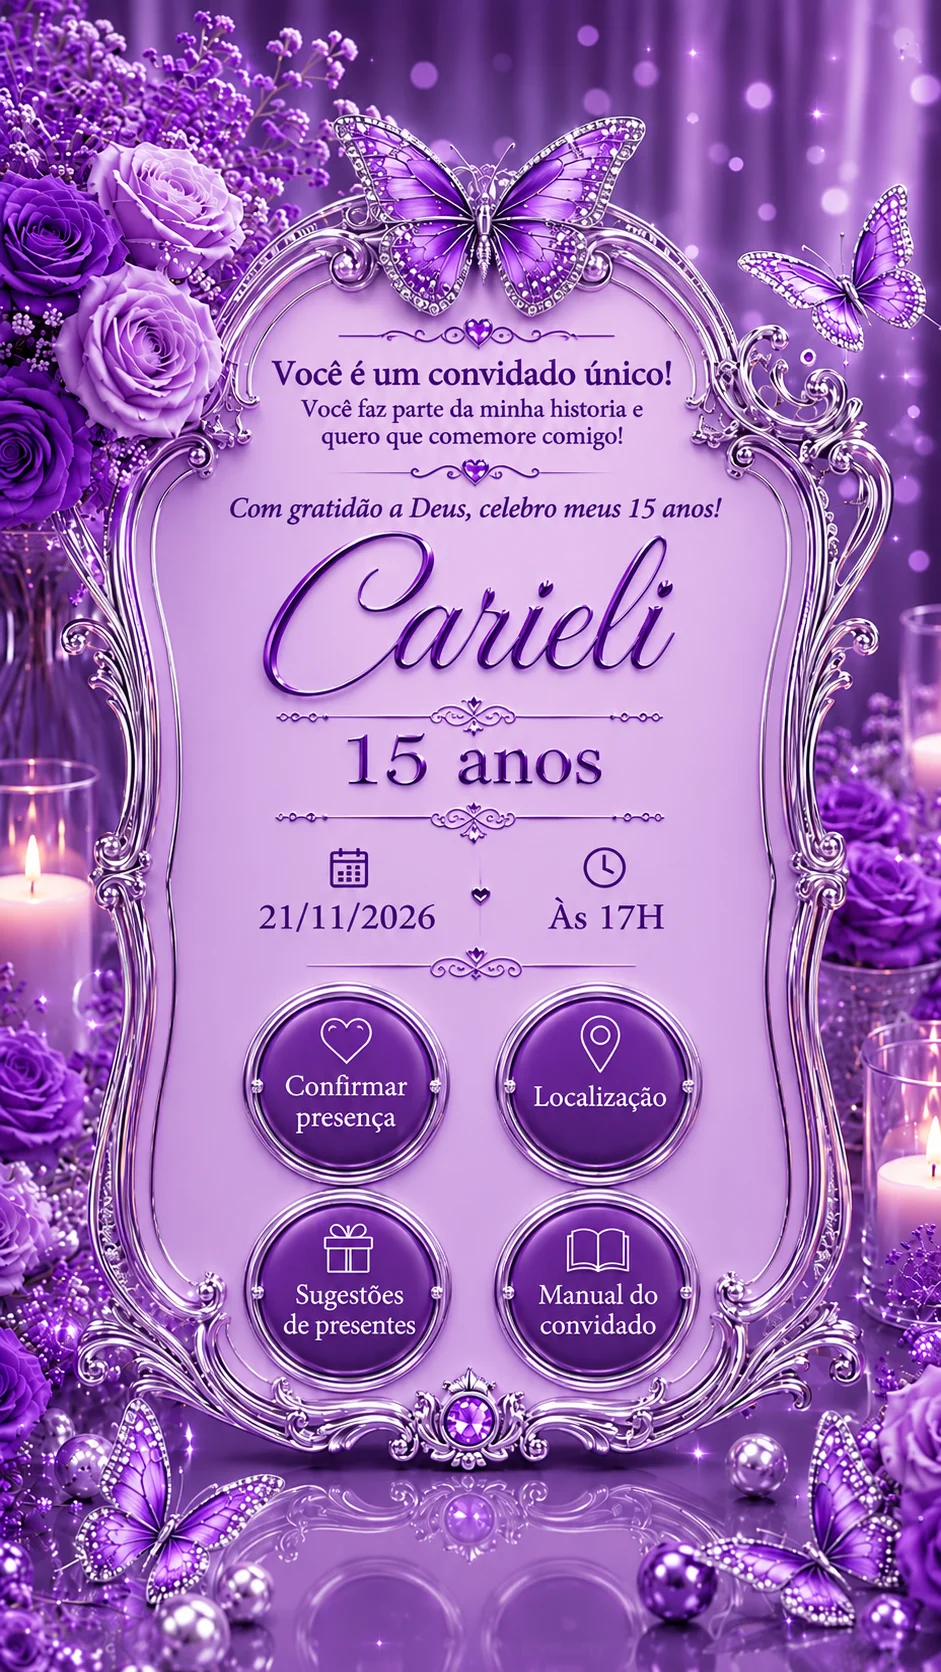 Você é um convidado único!
Você faz parte da minha historia e
quero que comemore comigo!
Com gratidão a Deus, celebro meus 15 anos!
Carieli
15 anos
21/11/2026
Às 17H
Confirmar
presença
Localização
Sugestões
de presentes
Manual do
convidado